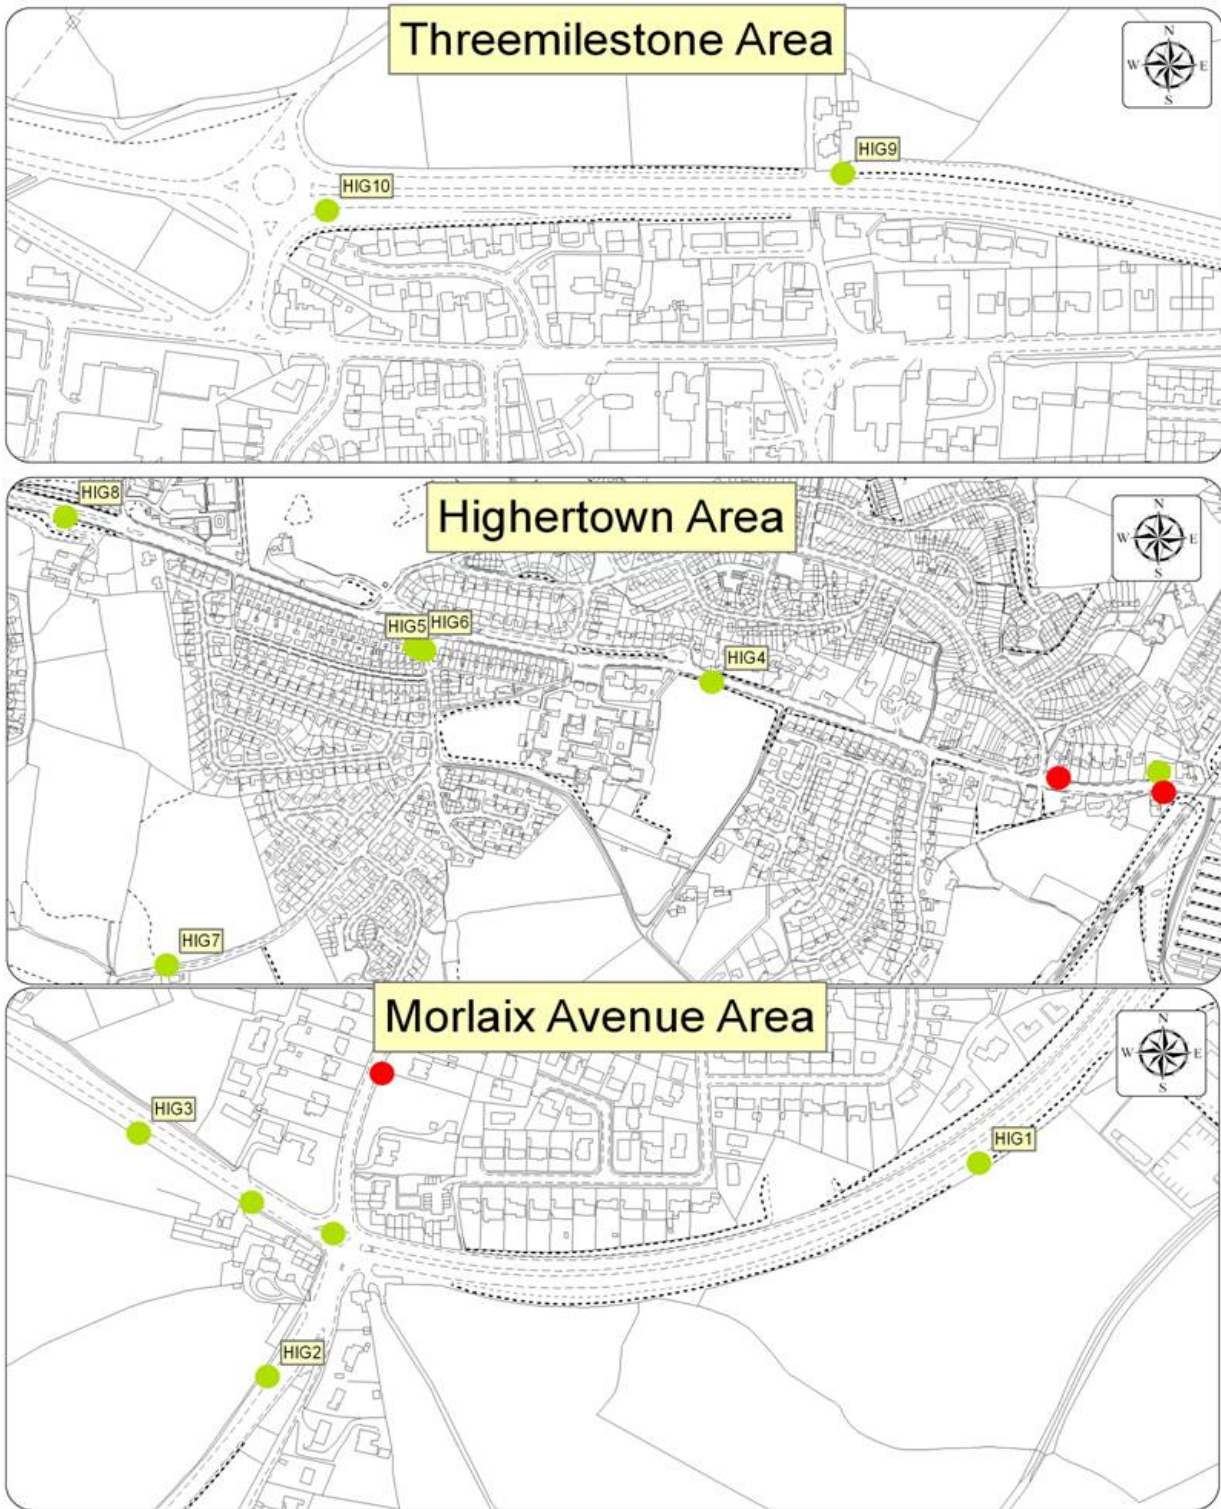 Threemilestone Area
N
W E
S
HIG9
HIG10
HIG8
Highertown Area
N
W E
S
HIG5 HIG6
HIG4
HIG7
Morlaix Avenue Area
N
W E
S
HIG3
HIG1
HIG2